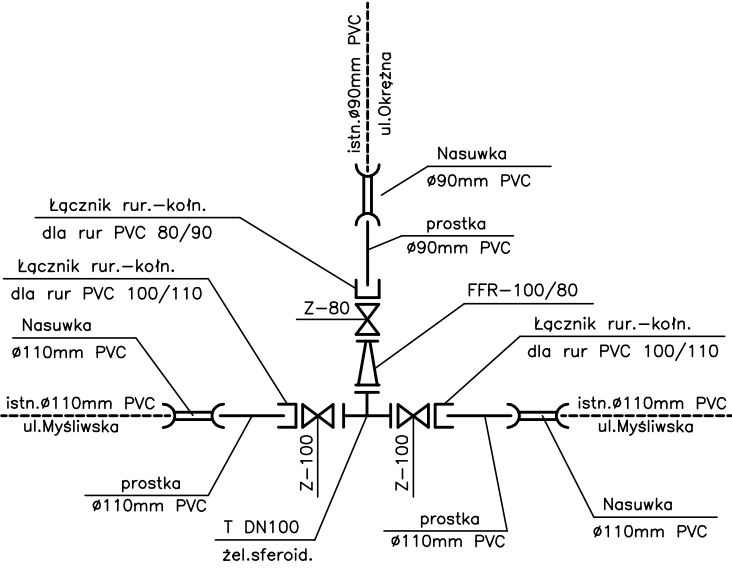 istn.ø90mm PVC
ul.Okrężna
Nasuwka
ø90mm PVC
Łącznik rur.-kołn.
dla rur PVC 80/90
prostka
ø90mm PVC
Łącznik rur.-kołn.
dla rur PVC 100/110
Z-80
FFR-100/80
Nasuwka
ø110mm PVC
Łącznik rur.-kołn.
dla rur PVC 100/110
istn.ø110mm PVC
ul.Myśliwska
istn.ø110mm PVC
ul.Myśliwska
Z-100
Z-100
prostka
ø110mm PVC
Nasuwka
ø110mm PVC
T DN100
żel.sferoid.
prostka
ø110mm PVC